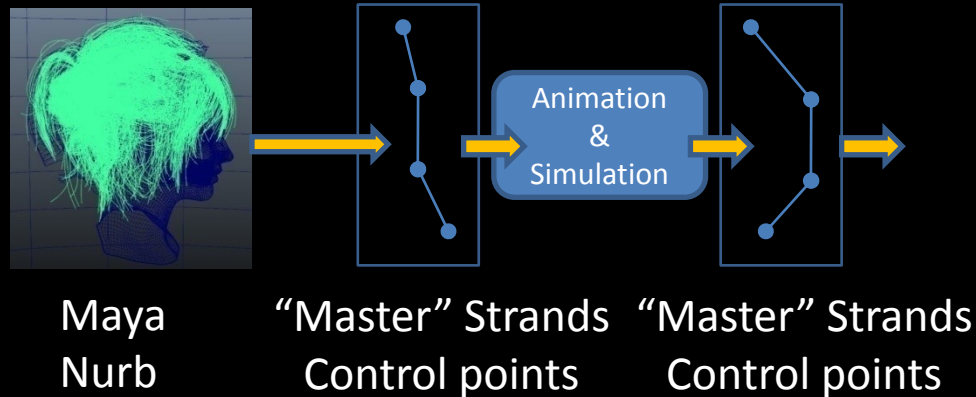 Animation
&
Simulation
Maya
Nurb
“Master” Strands
Control points
“Master” Strands
Control points